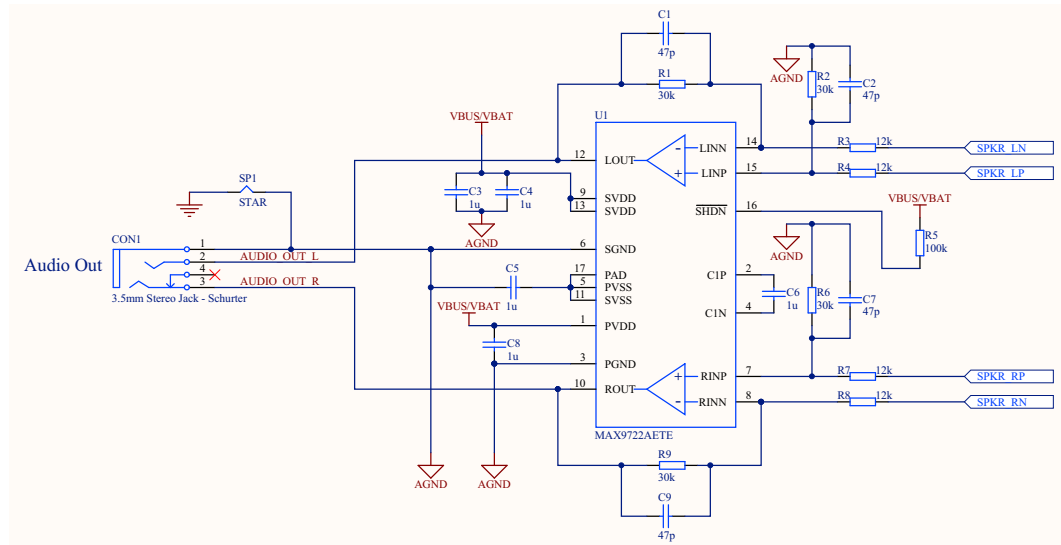 C1
47p
R1
30k
AGND
R2
30k
C2
47p
VBUS/VBAT
U1
12
LOUT
-
+
LINN
14
LINP
15
R3
12k
SPKR_LN
R4
12k
SPKR_LP
C3
1u
C4
1u
9
SVDD
13
SVDD
SHDN
16
VBUS/VBAT
R5
100k
SP1
STAR
AGND
AGND
CON1
Audio Out
1
2
4
3
AUDIO OUT L
AUDIO OUT R
3.5mm Stereo Jack - Schurter
6
SGND
C5
1u
17
PAD
5
PVSS
11
SVSS
C1P
2
C1N
4
C6
1u
R6
30k
C7
47p
VBUS/VBAT
1
PVDD
C8
1u
3
PGND
10
ROUT
+
-
RINP
7
RINN
8
R7
12k
SPKR_RP
R8
12k
SPKR_RN
MAX9722AETE
AGND
AGND
R9
30k
C9
47p